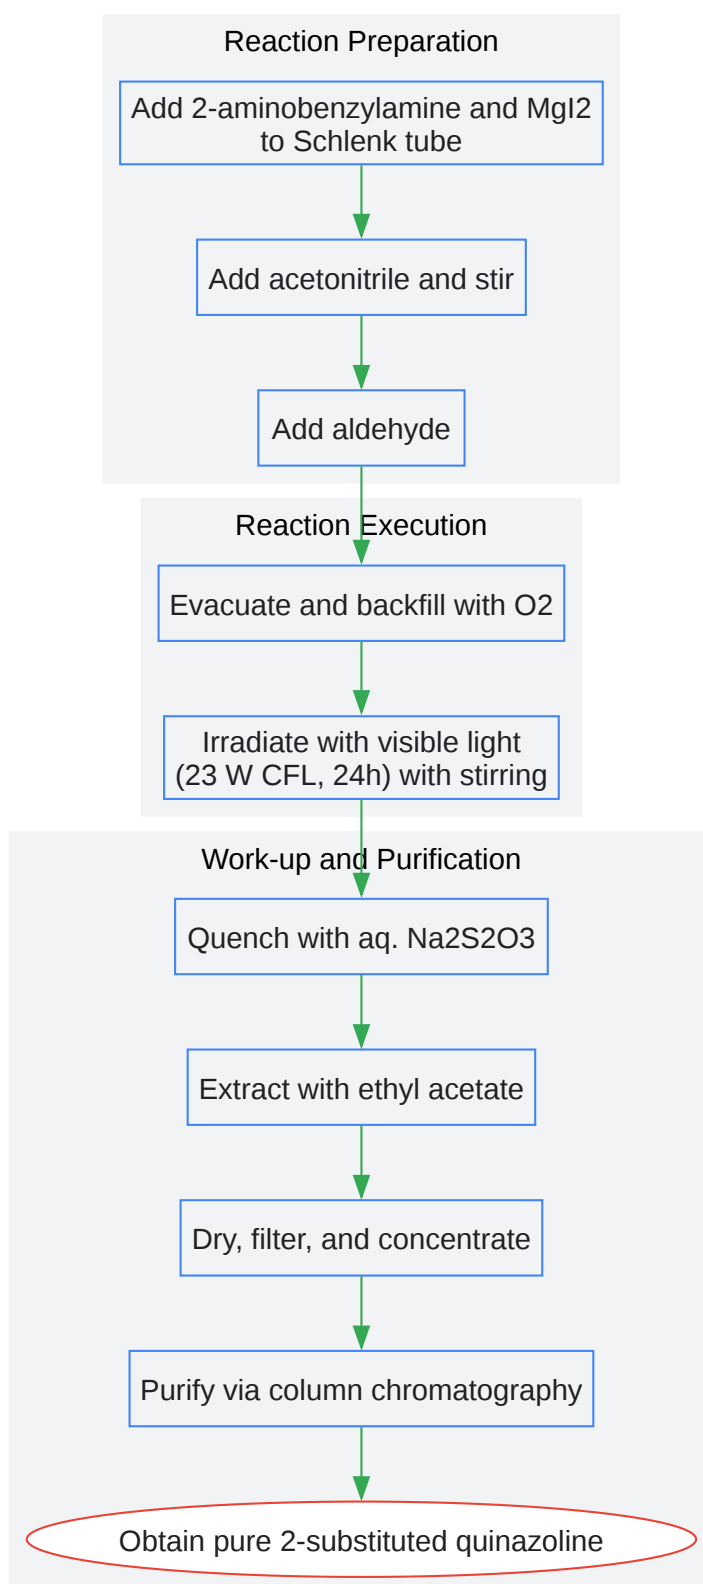 Reaction Preparation
Add 2-aminobenzylamine and MgI2
to Schlenk tube
Add acetonitrile and stir
Add aldehyde
Reaction Execution
Evacuate and backfill with O2
Irradiate with visible light
(23 W CFL, 24h) with stirring
Work-up and Purification
Quench with aq. Na2S2O3
Extract with ethyl acetate
Dry, filter, and concentrate
Purify via column chromatography
Obtain pure 2-substituted quinazoline